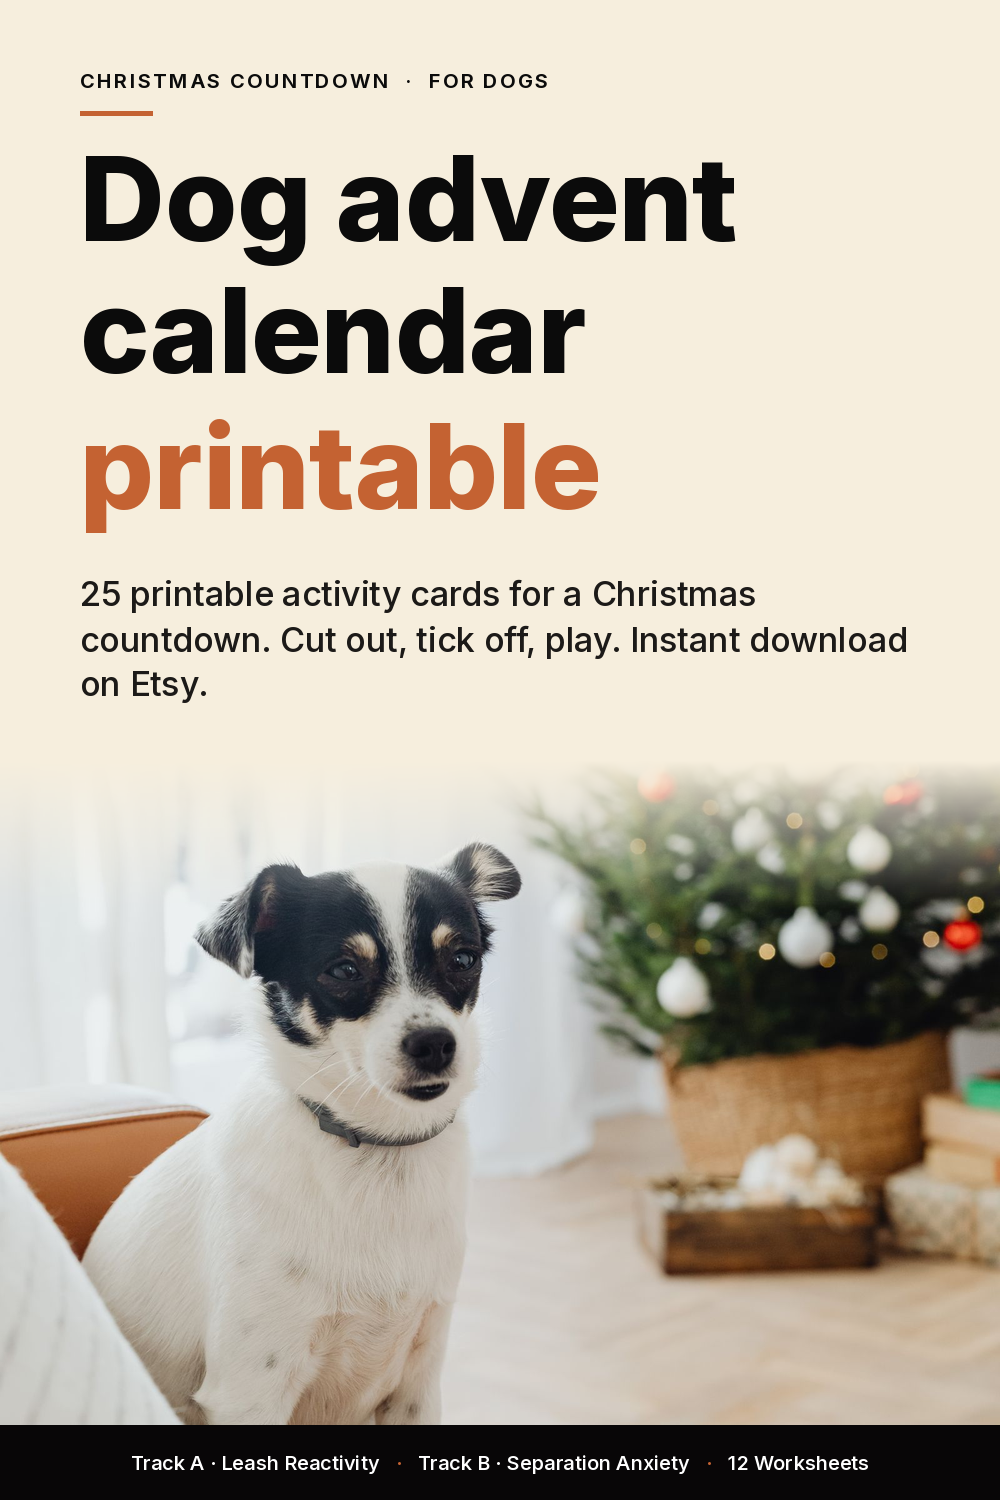 CHRISTMAS COUNTDOWN · FOR DOGS
Dog advent
calendar
printable
25 printable activity cards for a Christmas
countdown. Cut out, tick off, play. Instant download
on Etsy.
Track A · Leash Reactivity · Track B · Separation Anxiety · 12 Worksheets